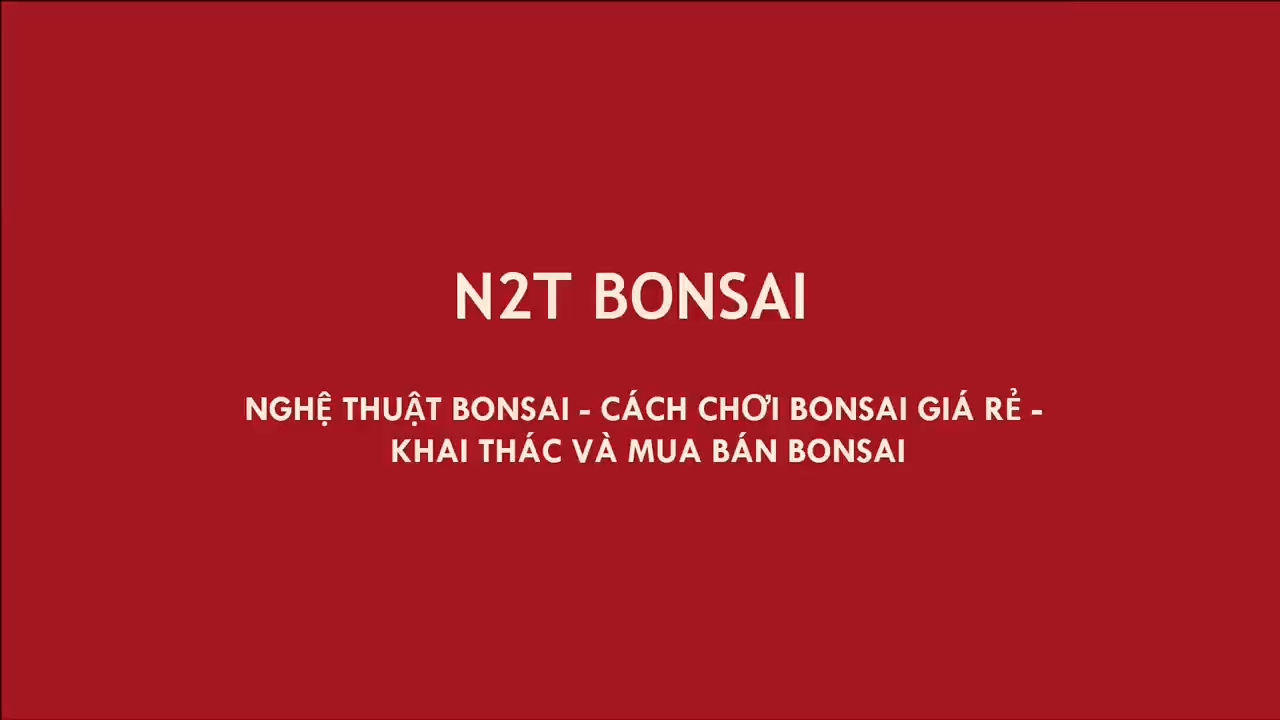 N2T BONSAI
NGHỆ THUẬT BONSAI - CÁCH CHƠI BONSAI GIÁ RẺ -
KHAI THÁC VÀ MUA BÁN BONSAI